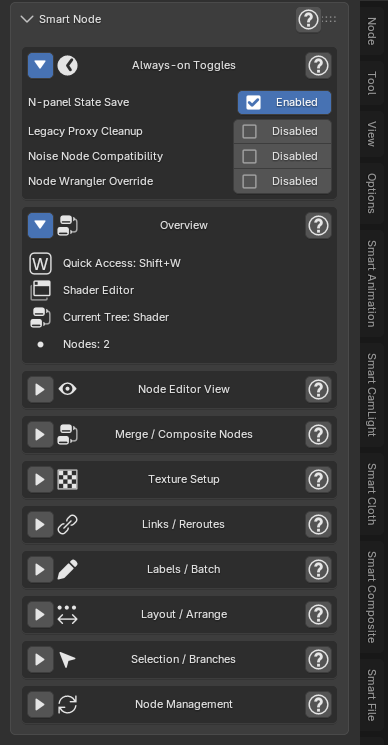 Smart Node
Always-on Toggles
N-panel State Save Enabled
Legacy Proxy Cleanup Disabled
Noise Node Compatibility Disabled
Node Wrangler Override Disabled
Overview
W Quick Access: Shift+W
Shader Editor
Current Tree: Shader
Nodes: 2
Node Editor View
Merge / Composite Nodes
Texture Setup
Links / Reroutes
Labels / Batch
Layout / Arrange
Selection / Branches
Node Management
Node
Tool
View
Options
Smart Animation
Smart CamLight
Smart Cloth
Smart Composite
Smart File